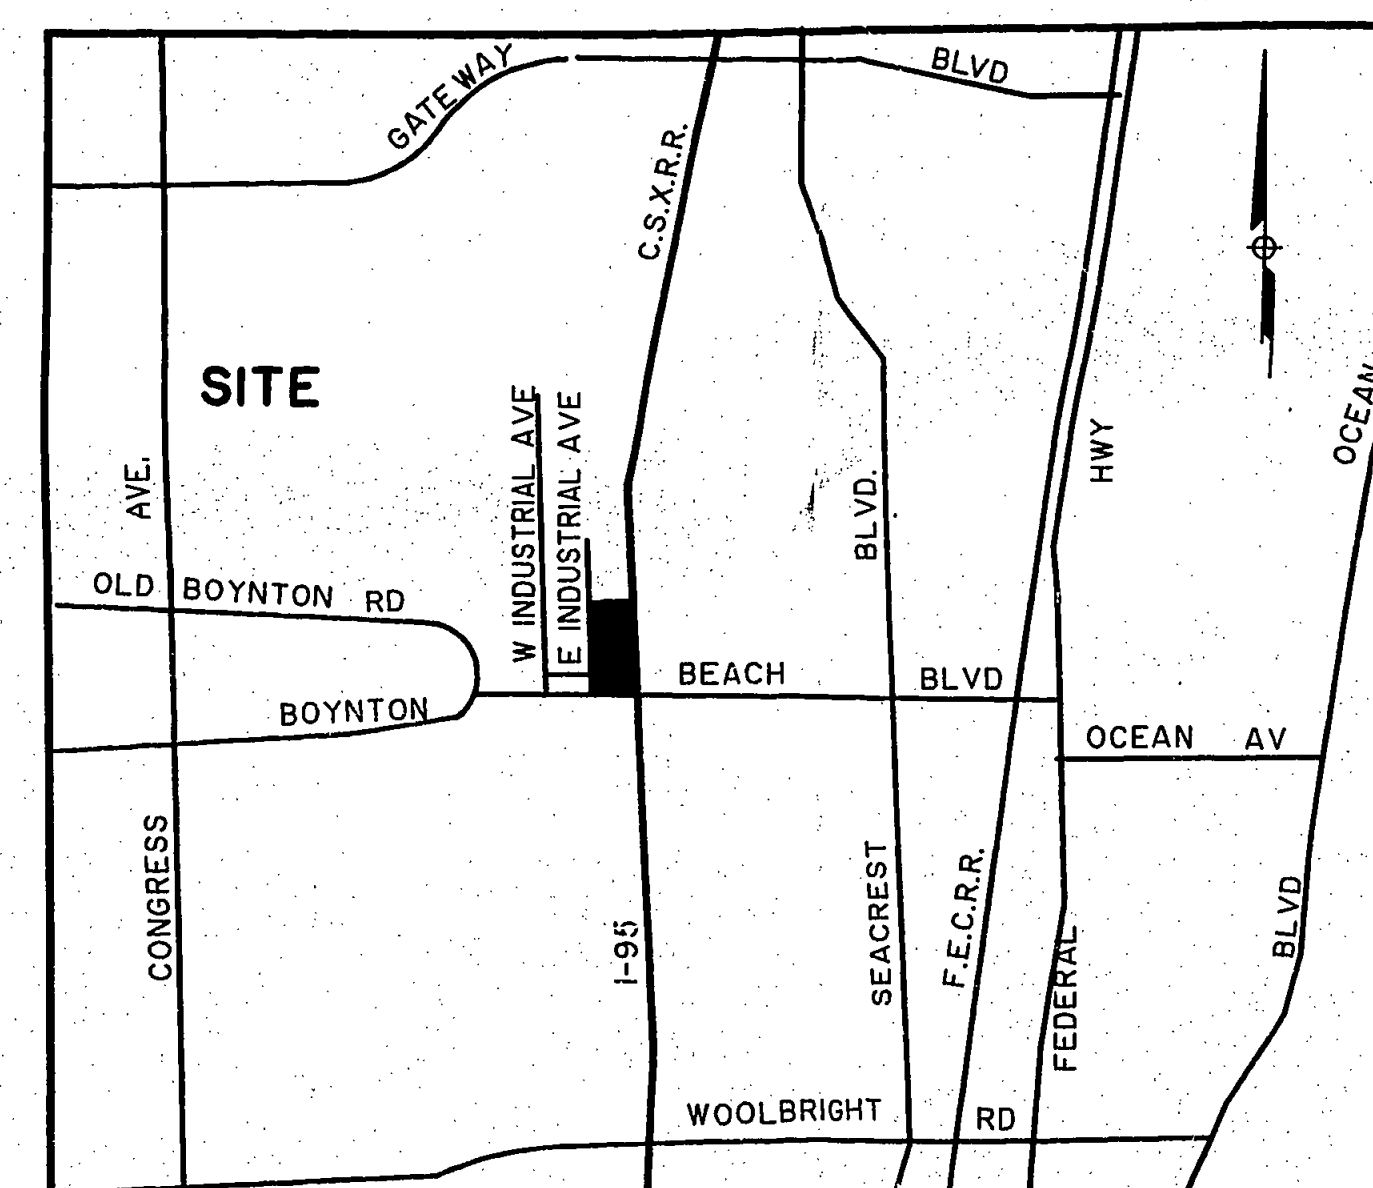 GATEWAY
BLVD
C.S.X.R.R.
SITE
AVE.
W INDUSTRIAL AVE
E INDUSTRIAL AVE
BLVD.
HWY
OCEAN
OLD BOYNTON RD
BEACH BLVD
BOYNTON
OCEAN AV
CONGRESS
I-95
SEACREST
F.E.C.R.R.
FEDERAL
BLVD
WOOLBRIGHT RD